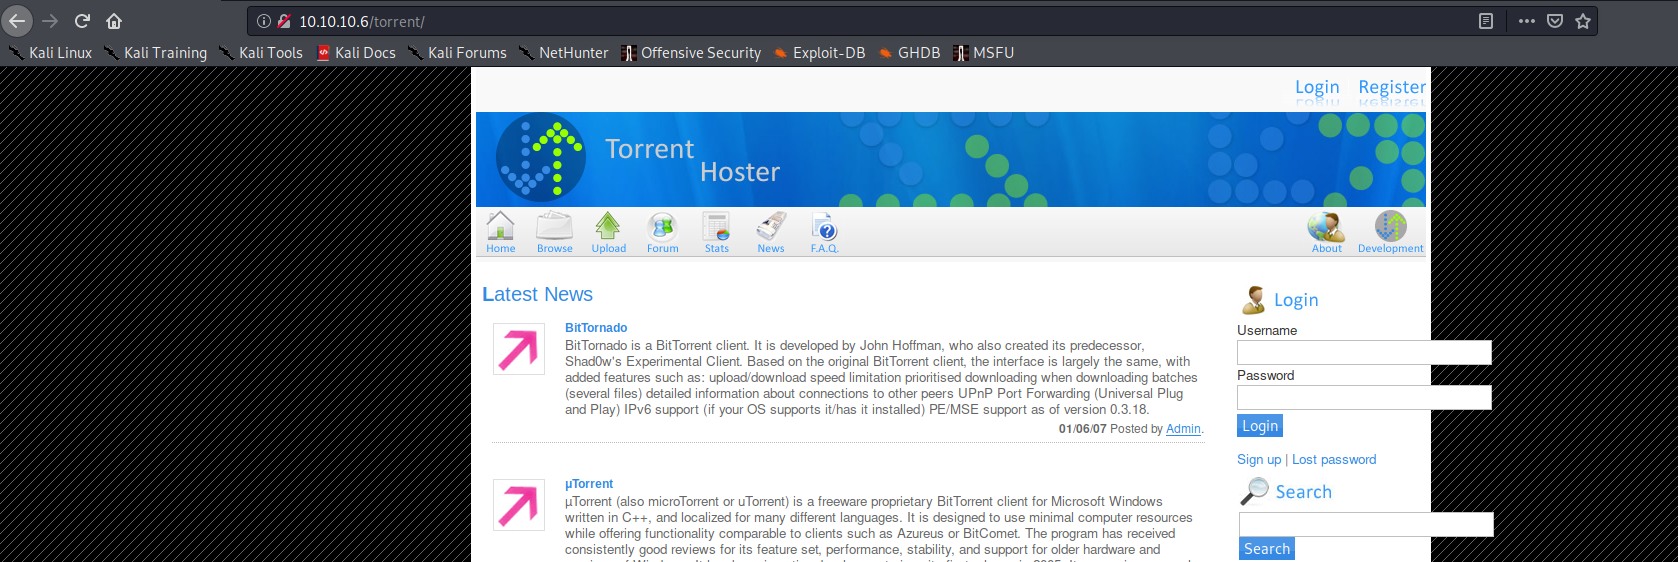 10.10.10.6/torrent/
Kali Linux Kali Training Kali Tools Kali Docs Kali Forums NetHunter Offensive Security Exploit-DB GHDB MSFU
Login Register
Torrent
Hoster
Home Browse Upload Forum Stats News F.A.Q. About Development
Latest News
BitTornado
BitTornado is a BitTorrent client. It is developed by John Hoffman, who also created its predecessor,
Shad0w's Experimental Client. Based on the original BitTorrent client, the interface is largely the same, with
added features such as: upload/download speed limitation prioritised downloading when downloading batches
(several files) detailed information about connections to other peers UPnP Port Forwarding (Universal Plug
and Play) IPv6 support (if your OS supports it/has it installed) PE/MSE support as of version 0.3.18.
01/06/07 Posted by Admin.
µTorrent
µTorrent (also microTorrent or uTorrent) is a freeware proprietary BitTorrent client for Microsoft Windows
written in C++, and localized for many different languages. It is designed to use minimal computer resources
while offering functionality comparable to clients such as Azureus or BitComet. The program has received
consistently good reviews for its feature set, performance, stability, and support for older hardware and
Login
Username
Password
Login
Sign up | Lost password
Search
Search